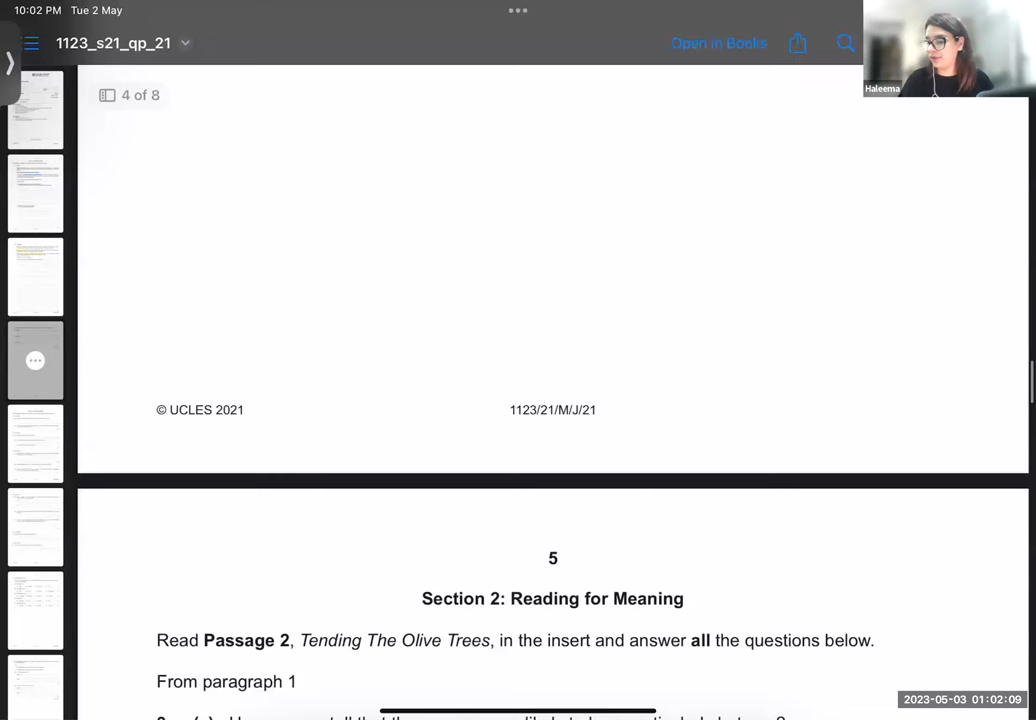 10:02 PM Tue 2 May
1123_s21_qp_21
Open in Books
Haleema
4 of 8
© UCLES 2021
1123/21/M/J/21
5
Section 2: Reading for Meaning
Read Passage 2, Tending The Olive Trees, in the insert and answer all the questions below.
From paragraph 1
2023-05-03 01:02:09